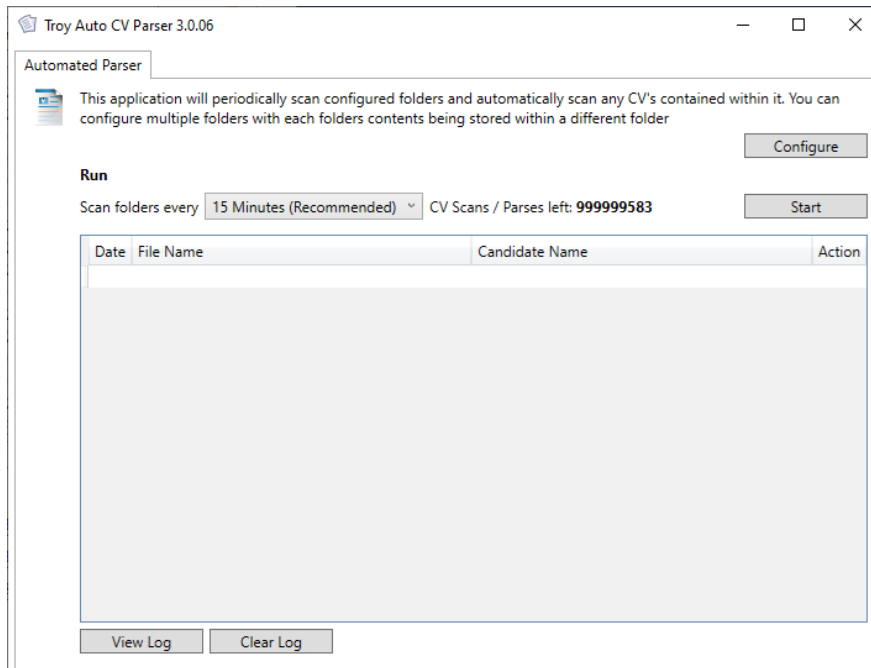 Troy Auto CV Parser 3.0.06
Automated Parser
This application will periodically scan configured folders and automatically scan any CV's contained within it. You can
configure multiple folders with each folders contents being stored within a different folder
Configure
Run
Scan folders every 15 Minutes (Recommended) CV Scans / Parses left: 999999583 Start
Date File Name Candidate Name Action
View Log Clear Log